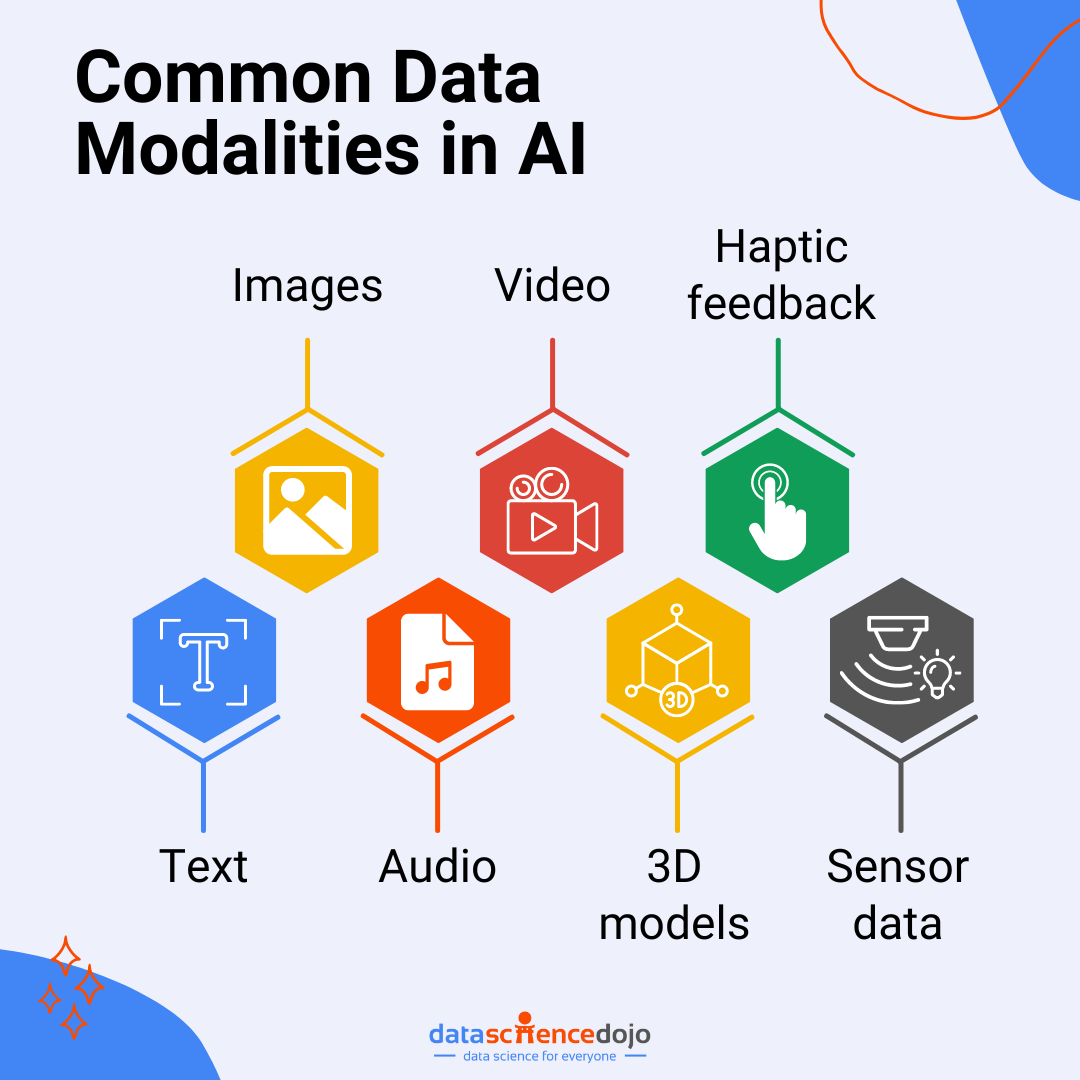 Common Data
Modalities in AI
Images
Video
Haptic
feedback
T
3D
Text
Audio
3D
models
Sensor
data
datasciencedojo
data science for everyone